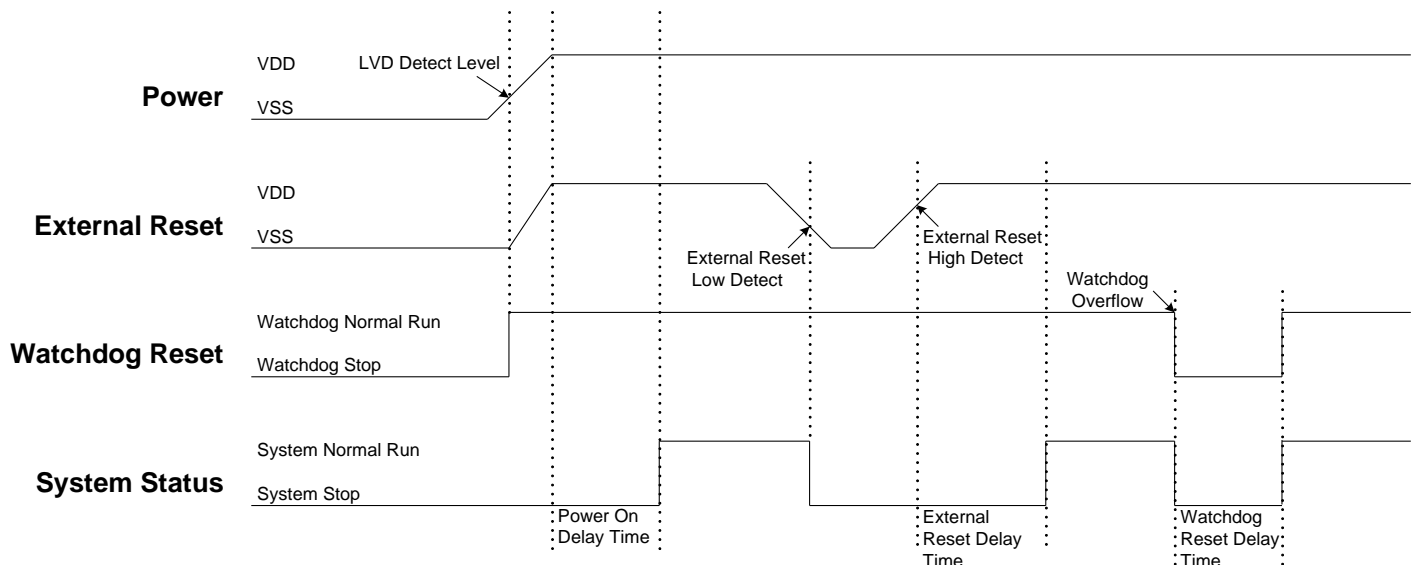 VDD
LVD Detect Level
Power
VSS
VDD
External Reset
VSS
External Reset
Low Detect
External Reset
High Detect
Watchdog
Overflow
Watchdog Normal Run
Watchdog Reset
Watchdog Stop
System Normal Run
System Status
System Stop
Power On
Delay Time
External
Reset Delay
Time
Watchdog
Reset Delay
Time